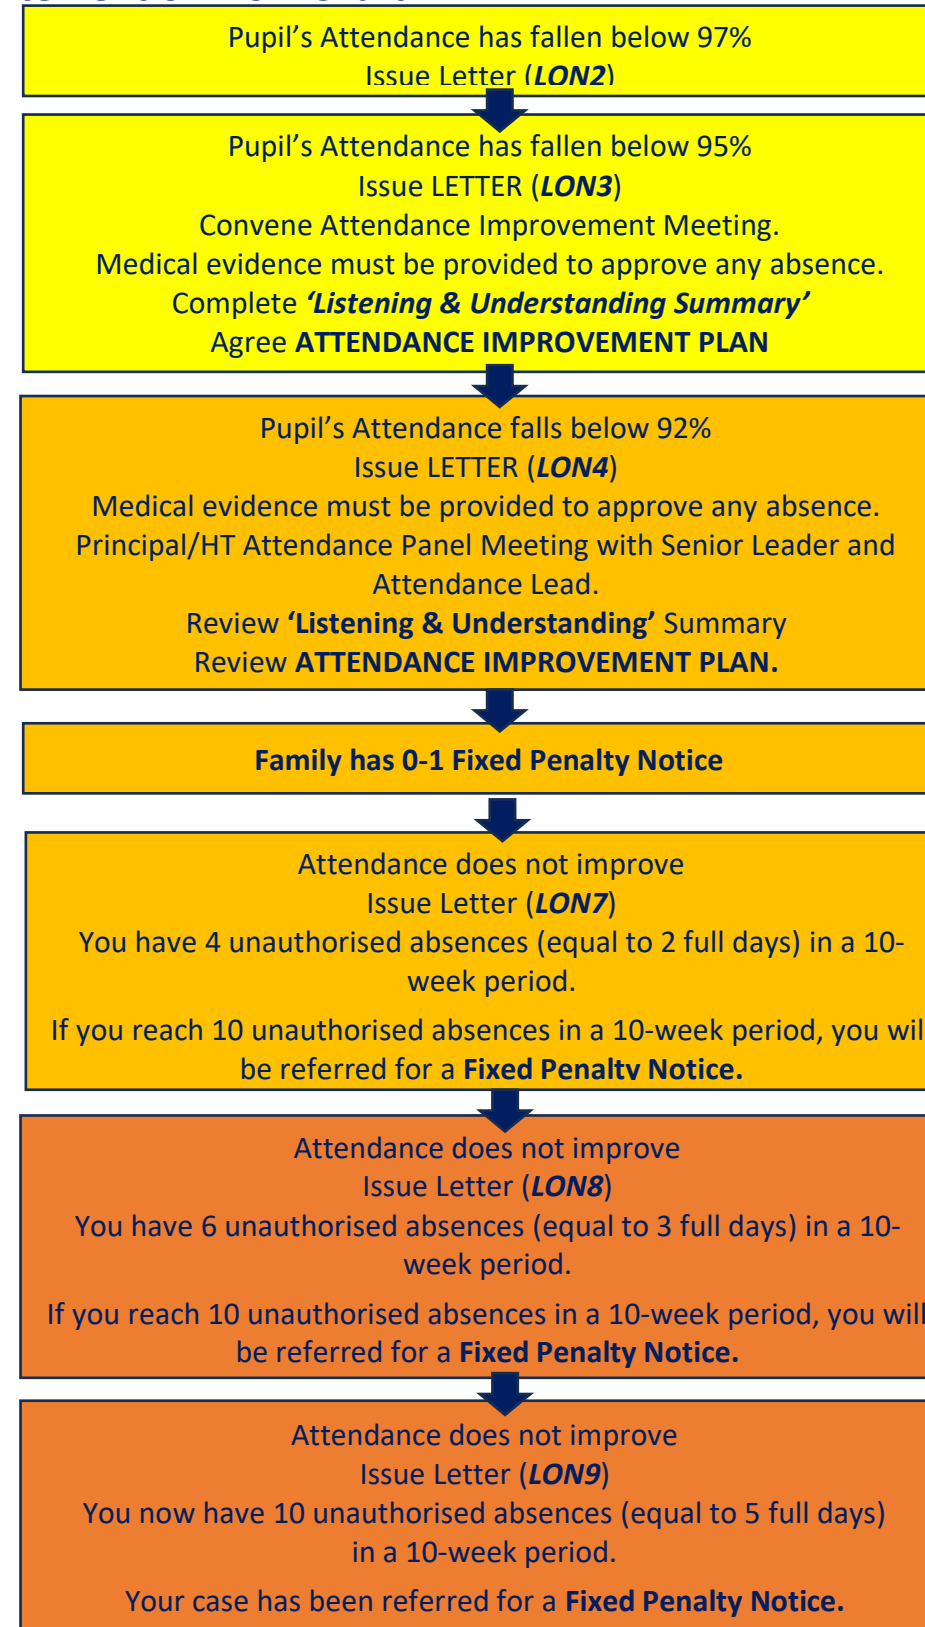 Pupil’s Attendance has fallen below 97%
Issue Letter (LON2)
Pupil’s Attendance has fallen below 95%
Issue LETTER (LON3)
Convene Attendance Improvement Meeting.
Medical evidence must be provided to approve any absence.
Complete ‘Listening & Understanding Summary’
Agree ATTENDANCE IMPROVEMENT PLAN
Pupil’s Attendance falls below 92%
Issue LETTER (LON4)
Medical evidence must be provided to approve any absence.
Principal/HT Attendance Panel Meeting with Senior Leader and
Attendance Lead.
Review ‘Listening & Understanding’ Summary
Review ATTENDANCE IMPROVEMENT PLAN.
Family has 0-1 Fixed Penalty Notice
Attendance does not improve
Issue Letter (LON7)
You have 4 unauthorised absences (equal to 2 full days) in a 10-
week period.
If you reach 10 unauthorised absences in a 10-week period, you wil
be referred for a Fixed Penalty Notice.
Attendance does not improve
Issue Letter (LON8)
You have 6 unauthorised absences (equal to 3 full days) in a 10-
week period.
If you reach 10 unauthorised absences in a 10-week period, you will
be referred for a Fixed Penalty Notice.
Attendance does not improve
Issue Letter (LON9)
You now have 10 unauthorised absences (equal to 5 full days)
in a 10-week period.
Your case has been referred for a Fixed Penalty Notice.